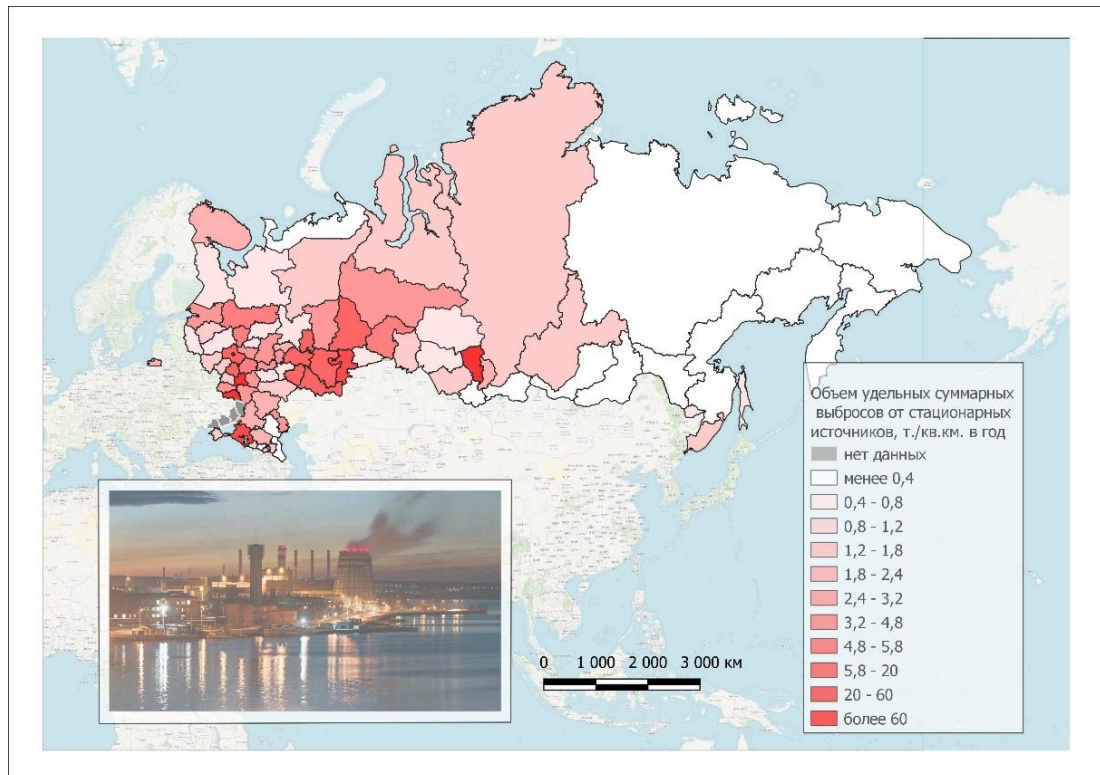 Объем удельных суммарных
выбросов от стационарных
источников, т./кв.км. в год
нет данных
менее 0,4
0,4 - 0,8
0,8 - 1,2
1,2 - 1,8
1,8 - 2,4
2,4 - 3,2
3,2 - 4,8
4,8 - 5,8
5,8 - 20
20 - 60
более 60
0 1 000 2 000 3 000 км